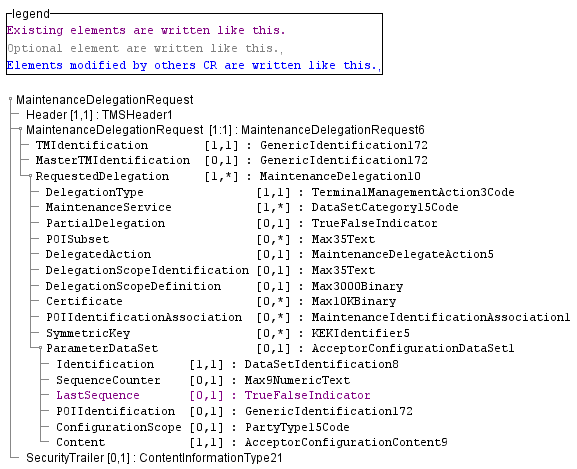 legend
Existing elements are written like this.
Optional element are written like this.,
Elements modified by others CR are written like this.,
MaintenanceDelegationRequest
Header [1,1] : TMSHeader1
MaintenanceDelegationRequest [1:1] : MaintenanceDelegationRequest6
TMIdentification [1,1] : GenericIdentification172
MasterTMIdentification [0,1] : GenericIdentification172
RequestedDelegation [1,*] : MaintenanceDelegation10
DelegationType [1,1] : TerminalManagementAction3Code
MaintenanceService [1,*] : DataSetCategory15Code
PartialDelegation [0,1] : TrueFalseIndicator
POISubset [0,*] : Max35Text
DelegatedAction [0,1] : MaintenanceDelegateAction5
DelegationScopeIdentification [0,1] : Max35Text
DelegationScopeDefinition [0,1] : Max3000Binary
Certificate [0,*] : Max10KBinary
POIIdentificationAssociation [0,*] : MaintenanceIdentificationAssociation1
SymmetricKey [0,*] : KEKIdentifier5
ParameterDataSet [0,1] : AcceptorConfigurationDataSet1
Identification [1,1] : DataSetIdentification8
SequenceCounter [0,1] : Max9NumericText
LastSequence [0,1] : TrueFalseIndicator
POIIdentification [0,1] : GenericIdentification172
ConfigurationScope [0,1] : PartyType15Code
Content [1,1] : AcceptorConfigurationContent9
SecurityTrailer [0,1] : ContentInformationType21